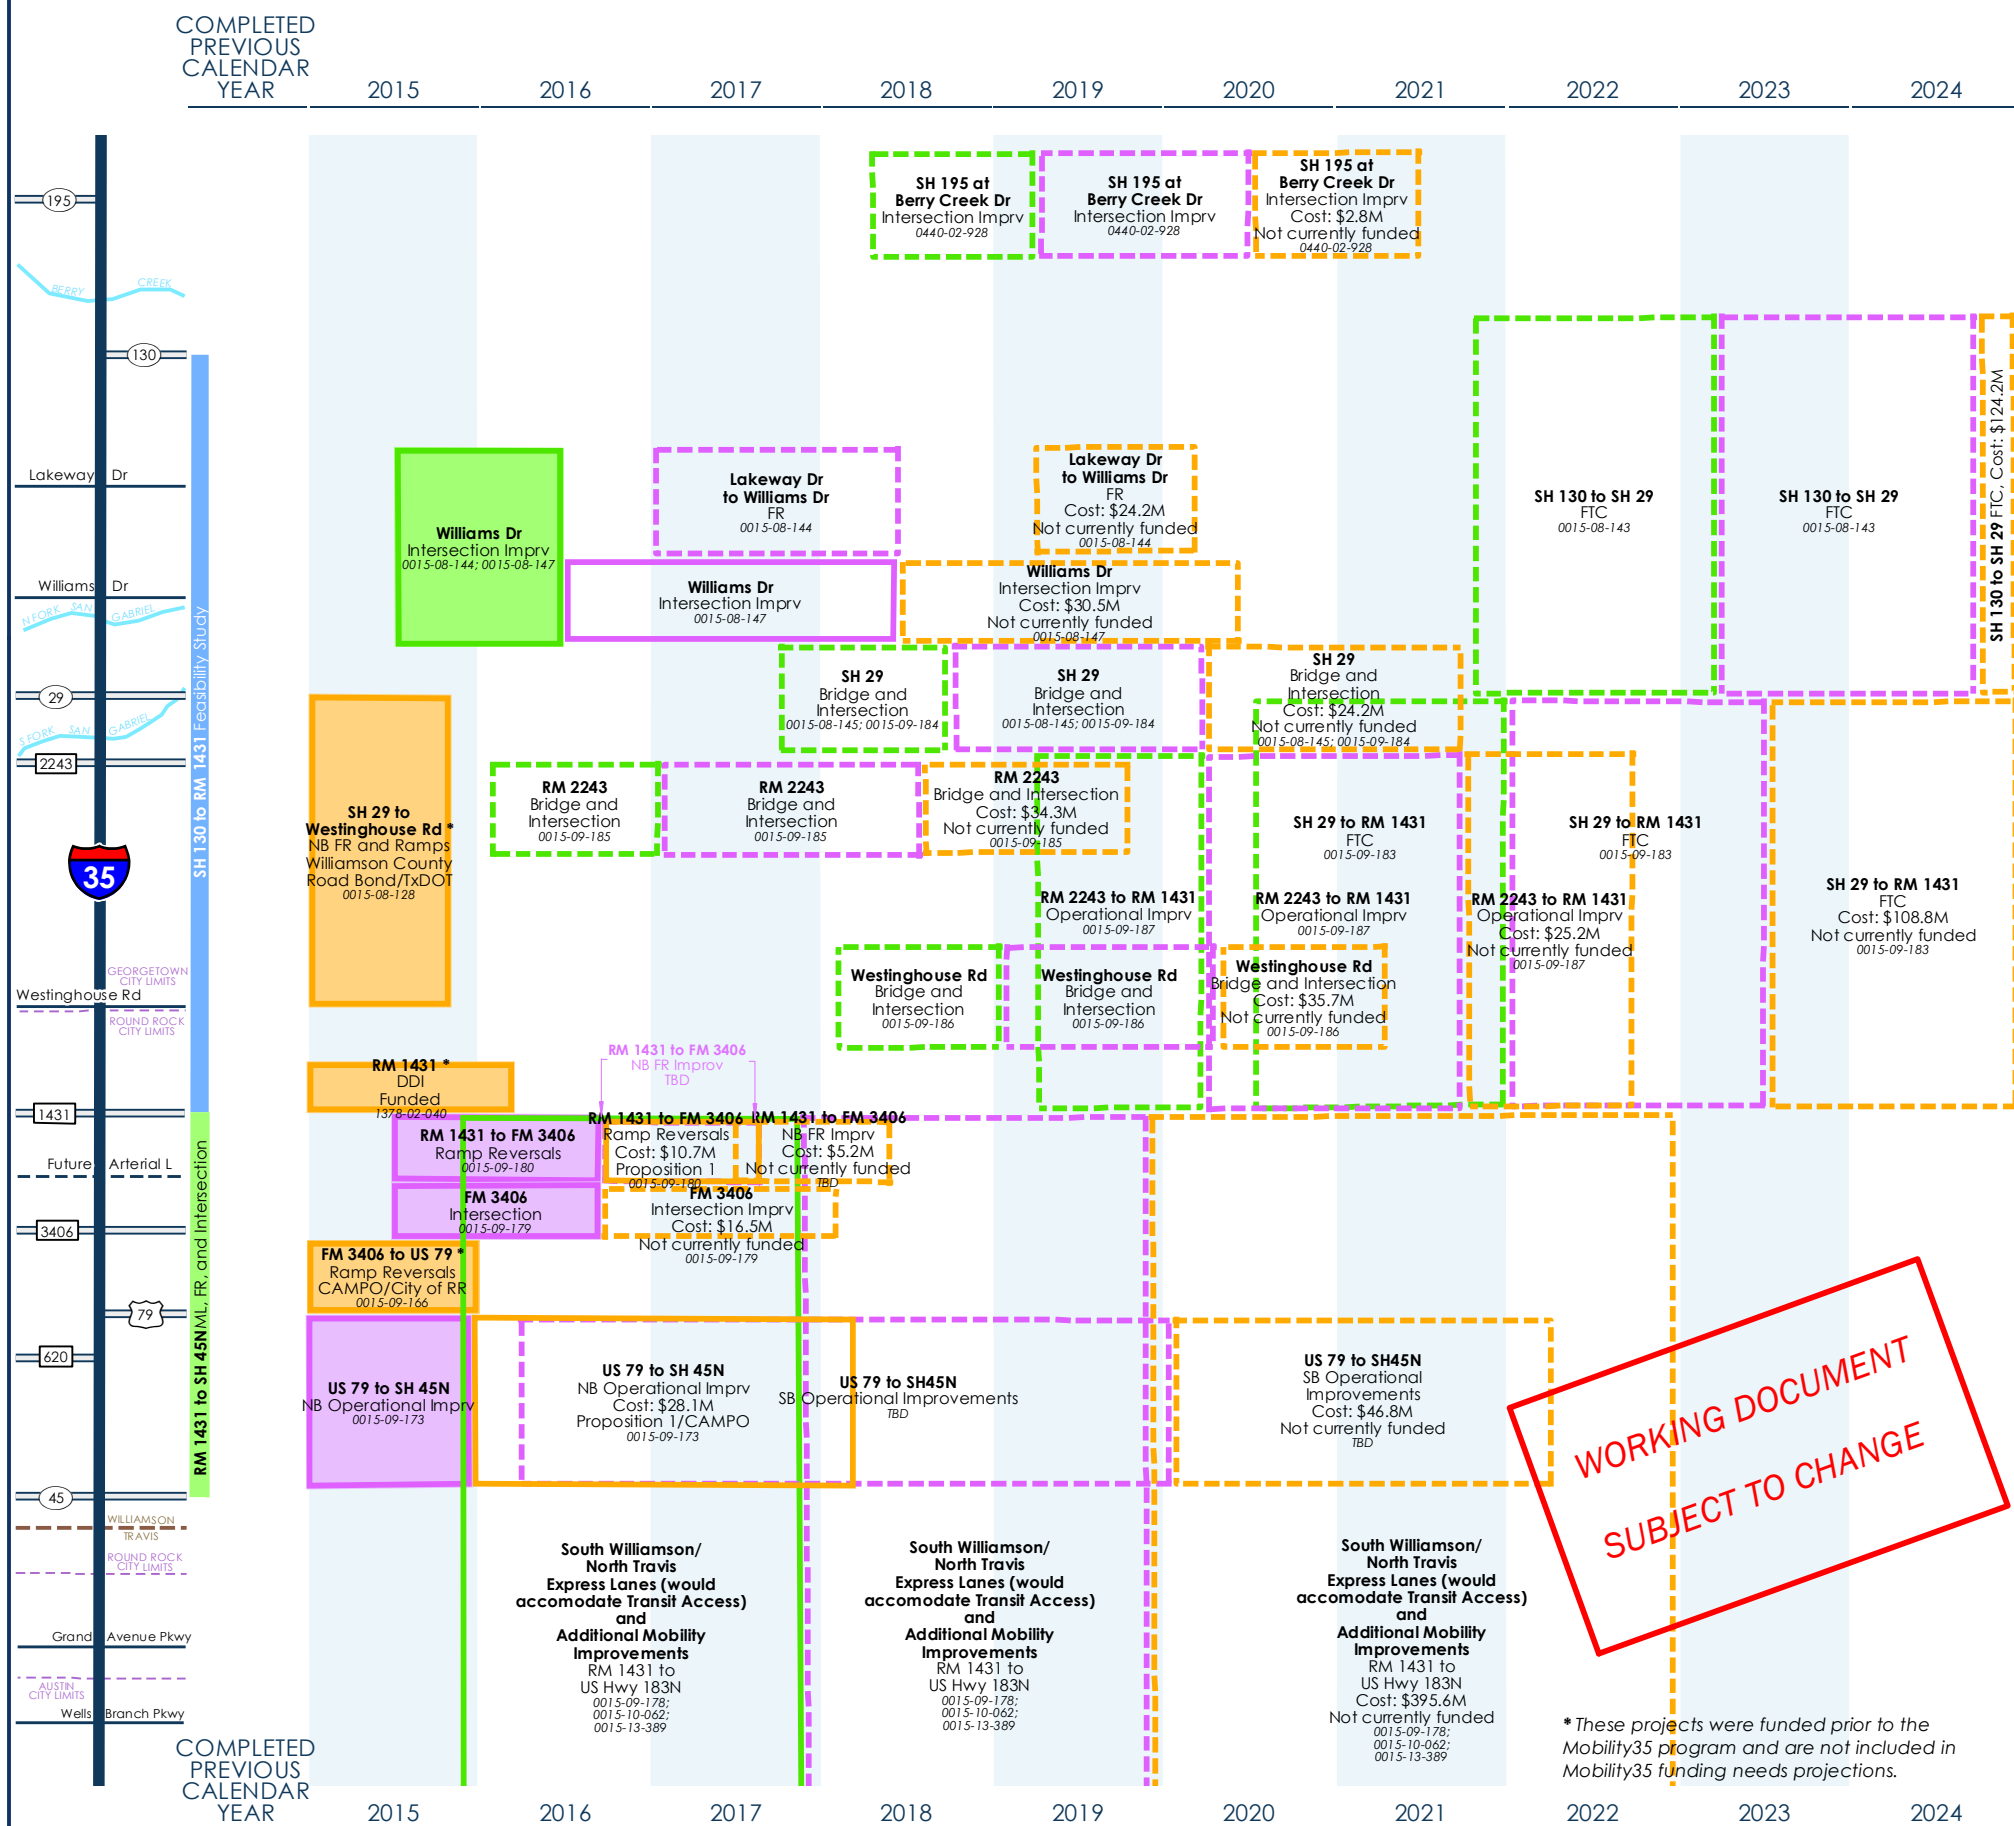 COMPLETED
PREVIOUS
CALENDAR
YEAR
2015
2016
2017
2018
2019
2020
2021
2022
2023
2024
195
BERRY CREEK
130
Lakeway Dr
Williams Dr
N FORK SAN GABRIEL
29
S FORK SAN GABRIEL
2243
35
GEORGETOWN
CITY LIMITS
Westinghouse Rd
ROUND ROCK
CITY LIMITS
1431
Future Arterial L
3406
79
620
45
WILLIAMSON
TRAVIS
ROUND ROCK
CITY LIMITS
Grand Avenue Pkwy
AUSTIN
CITY LIMITS
Wells Branch Pkwy
SH 130 to RM 1431 Feasibility Study
RM 1431 to SH 45N ML, FR, and Intersection
SH 195 at
Berry Creek Dr
Intersection Imprv
0440-02-928
SH 195 at
Berry Creek Dr
Intersection Imprv
0440-02-928
SH 195 at
Berry Creek Dr
Intersection Imprv
Cost: $2.8M
Not currently funded
0440-02-928
SH 130 to SH 29
FTC
0015-08-143
SH 130 to SH 29
FTC
0015-08-143
SH 130 to SH 29 FTC, Cost: $124.2M
Williams Dr
Intersection Imprv
0015-08-144; 0015-08-147
Lakeway Dr
to Williams Dr
FR
0015-08-144
Lakeway Dr
to Williams Dr
FR
Cost: $24.2M
Not currently funded
0015-08-144
Williams Dr
Intersection Imprv
0015-08-147
Williams Dr
Intersection Imprv
Cost: $30.5M
Not currently funded
0015-08-147
SH 29
Bridge and
Intersection
0015-08-145; 0015-09-184
SH 29
Bridge and
Intersection
0015-08-145; 0015-09-184
SH 29
Bridge and
Intersection
Cost: $24.2M
Not currently funded
0015-08-145; 0015-09-184
SH 29 to
Westinghouse Rd *
NB FR and Ramps
Williamson County
Road Bond/TxDOT
0015-08-128
RM 2243
Bridge and
Intersection
0015-09-185
RM 2243
Bridge and
Intersection
0015-09-185
RM 2243
Bridge and Intersection
Cost: $34.3M
Not currently funded
0015-09-185
SH 29 to RM 1431
FTC
0015-09-183
SH 29 to RM 1431
FTC
0015-09-183
SH 29 to RM 1431
FTC
Cost: $108.8M
Not currently funded
0015-09-183
RM 2243 to RM 1431
Operational Imprv
0015-09-187
RM 2243 to RM 1431
Operational Imprv
0015-09-187
RM 2243 to RM 1431
Operational Imprv
Cost: $25.2M
Not currently funded
0015-09-187
Westinghouse Rd
Bridge and
Intersection
0015-09-186
Westinghouse Rd
Bridge and
Intersection
0015-09-186
Westinghouse Rd
Bridge and Intersection
Cost: $35.7M
Not currently funded
0015-09-186
RM 1431 *
DDI
Funded
1378-02-040
RM 1431 to FM 3406
NB FR Improv
TBD
RM 1431 to FM 3406
Ramp Reversals
0015-09-180
RM 1431 to FM 3406
Ramp Reversals
Cost: $10.7M
Proposition 1
0015-09-180
RM 1431 to FM 3406
NB FR Imprv
Cost: $5.2M
Not currently funded
TBD
FM 3406
Intersection
0015-09-179
FM 3406
Intersection Imprv
Cost: $16.5M
Not currently funded
0015-09-179
FM 3406 to US 79 *
Ramp Reversals
CAMPO/City of RR
0015-09-166
US 79 to SH 45N
NB Operational Imprv
0015-09-173
US 79 to SH 45N
NB Operational Imprv
Cost: $28.1M
Proposition 1/CAMPO
0015-09-173
US 79 to SH45N
SB Operational Improvements
TBD
US 79 to SH45N
SB Operational
Improvements
Cost: $46.8M
Not currently funded
TBD
South Williamson/
North Travis
Express Lanes (would
accomodate Transit Access)
and
Additional Mobility
Improvements
RM 1431 to
US Hwy 183N
0015-09-178;
0015-10-062;
0015-13-389
South Williamson/
North Travis
Express Lanes (would
accomodate Transit Access)
and
Additional Mobility
Improvements
RM 1431 to
US Hwy 183N
0015-09-178;
0015-10-062;
0015-13-389
South Williamson/
North Travis
Express Lanes (would
accomodate Transit Access)
and
Additional Mobility
Improvements
RM 1431 to
US Hwy 183N
Cost: $395.6M
Not currently funded
0015-09-178;
0015-10-062;
0015-13-389
WORKING DOCUMENT
SUBJECT TO CHANGE
* These projects were funded prior to the
Mobility35 program and are not included in
Mobility35 funding needs projections.
COMPLETED
PREVIOUS
CALENDAR
YEAR
2015
2016
2017
2018
2019
2020
2021
2022
2023
2024